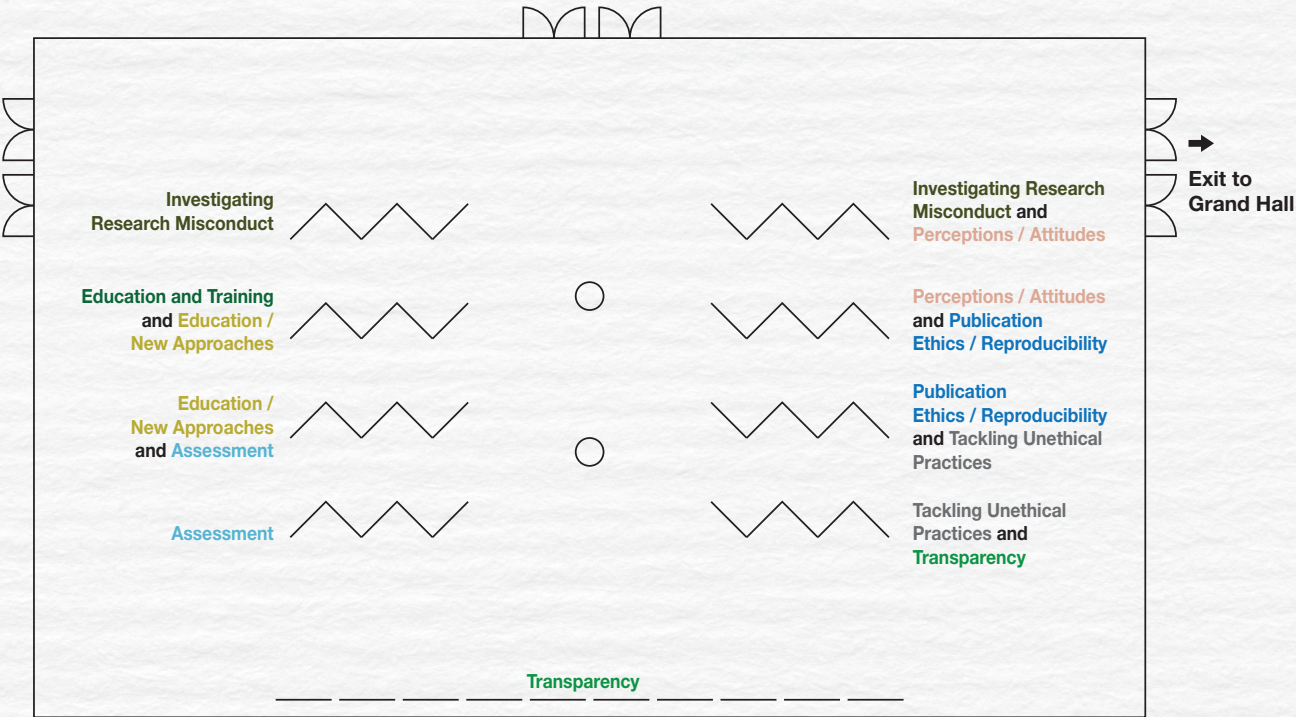 Investigating
Research Misconduct
Investigating Research
Misconduct and
Perceptions / Attitudes
Exit to
Grand Hall
Education and Training
and Education /
New Approaches
Perceptions / Attitudes
and Publication
Ethics / Reproducibility
Education /
New Approaches
and Assessment
Publication
Ethics / Reproducibility
and Tackling Unethical
Practices
Assessment
Tackling Unethical
Practices and
Transparency
Transparency